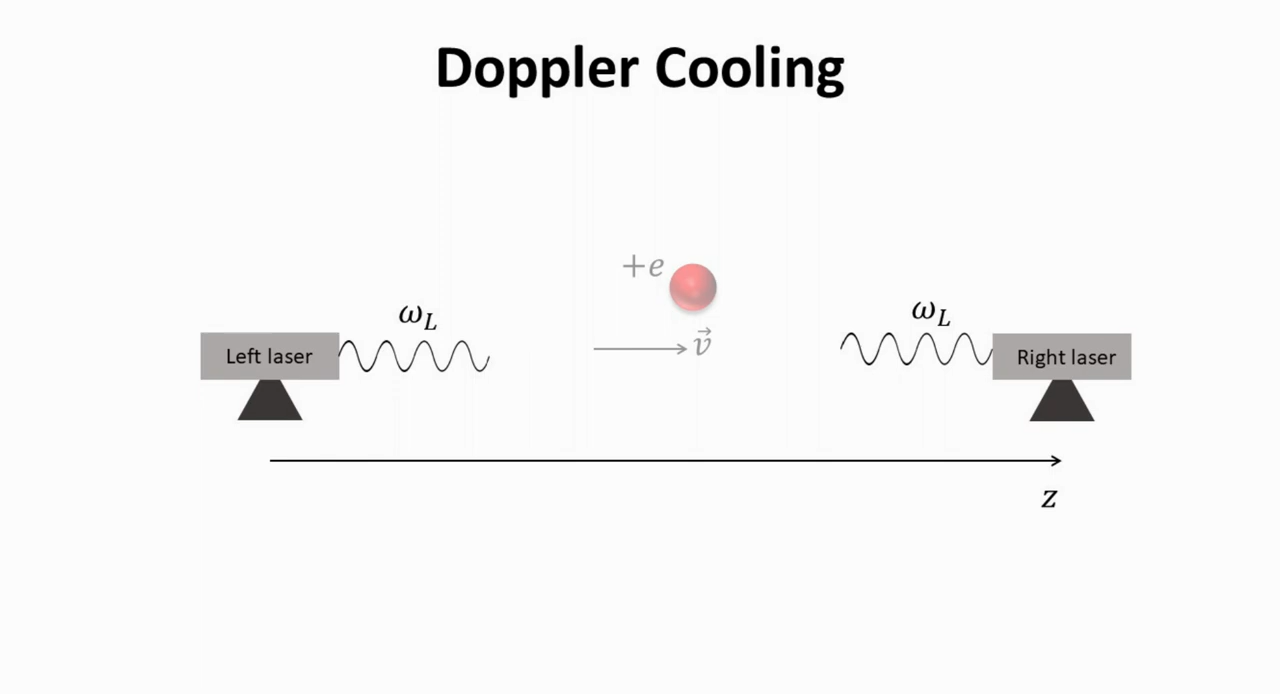 Doppler Cooling
+e
ω_L
ω_L
Left laser
v⃗
Right laser
z